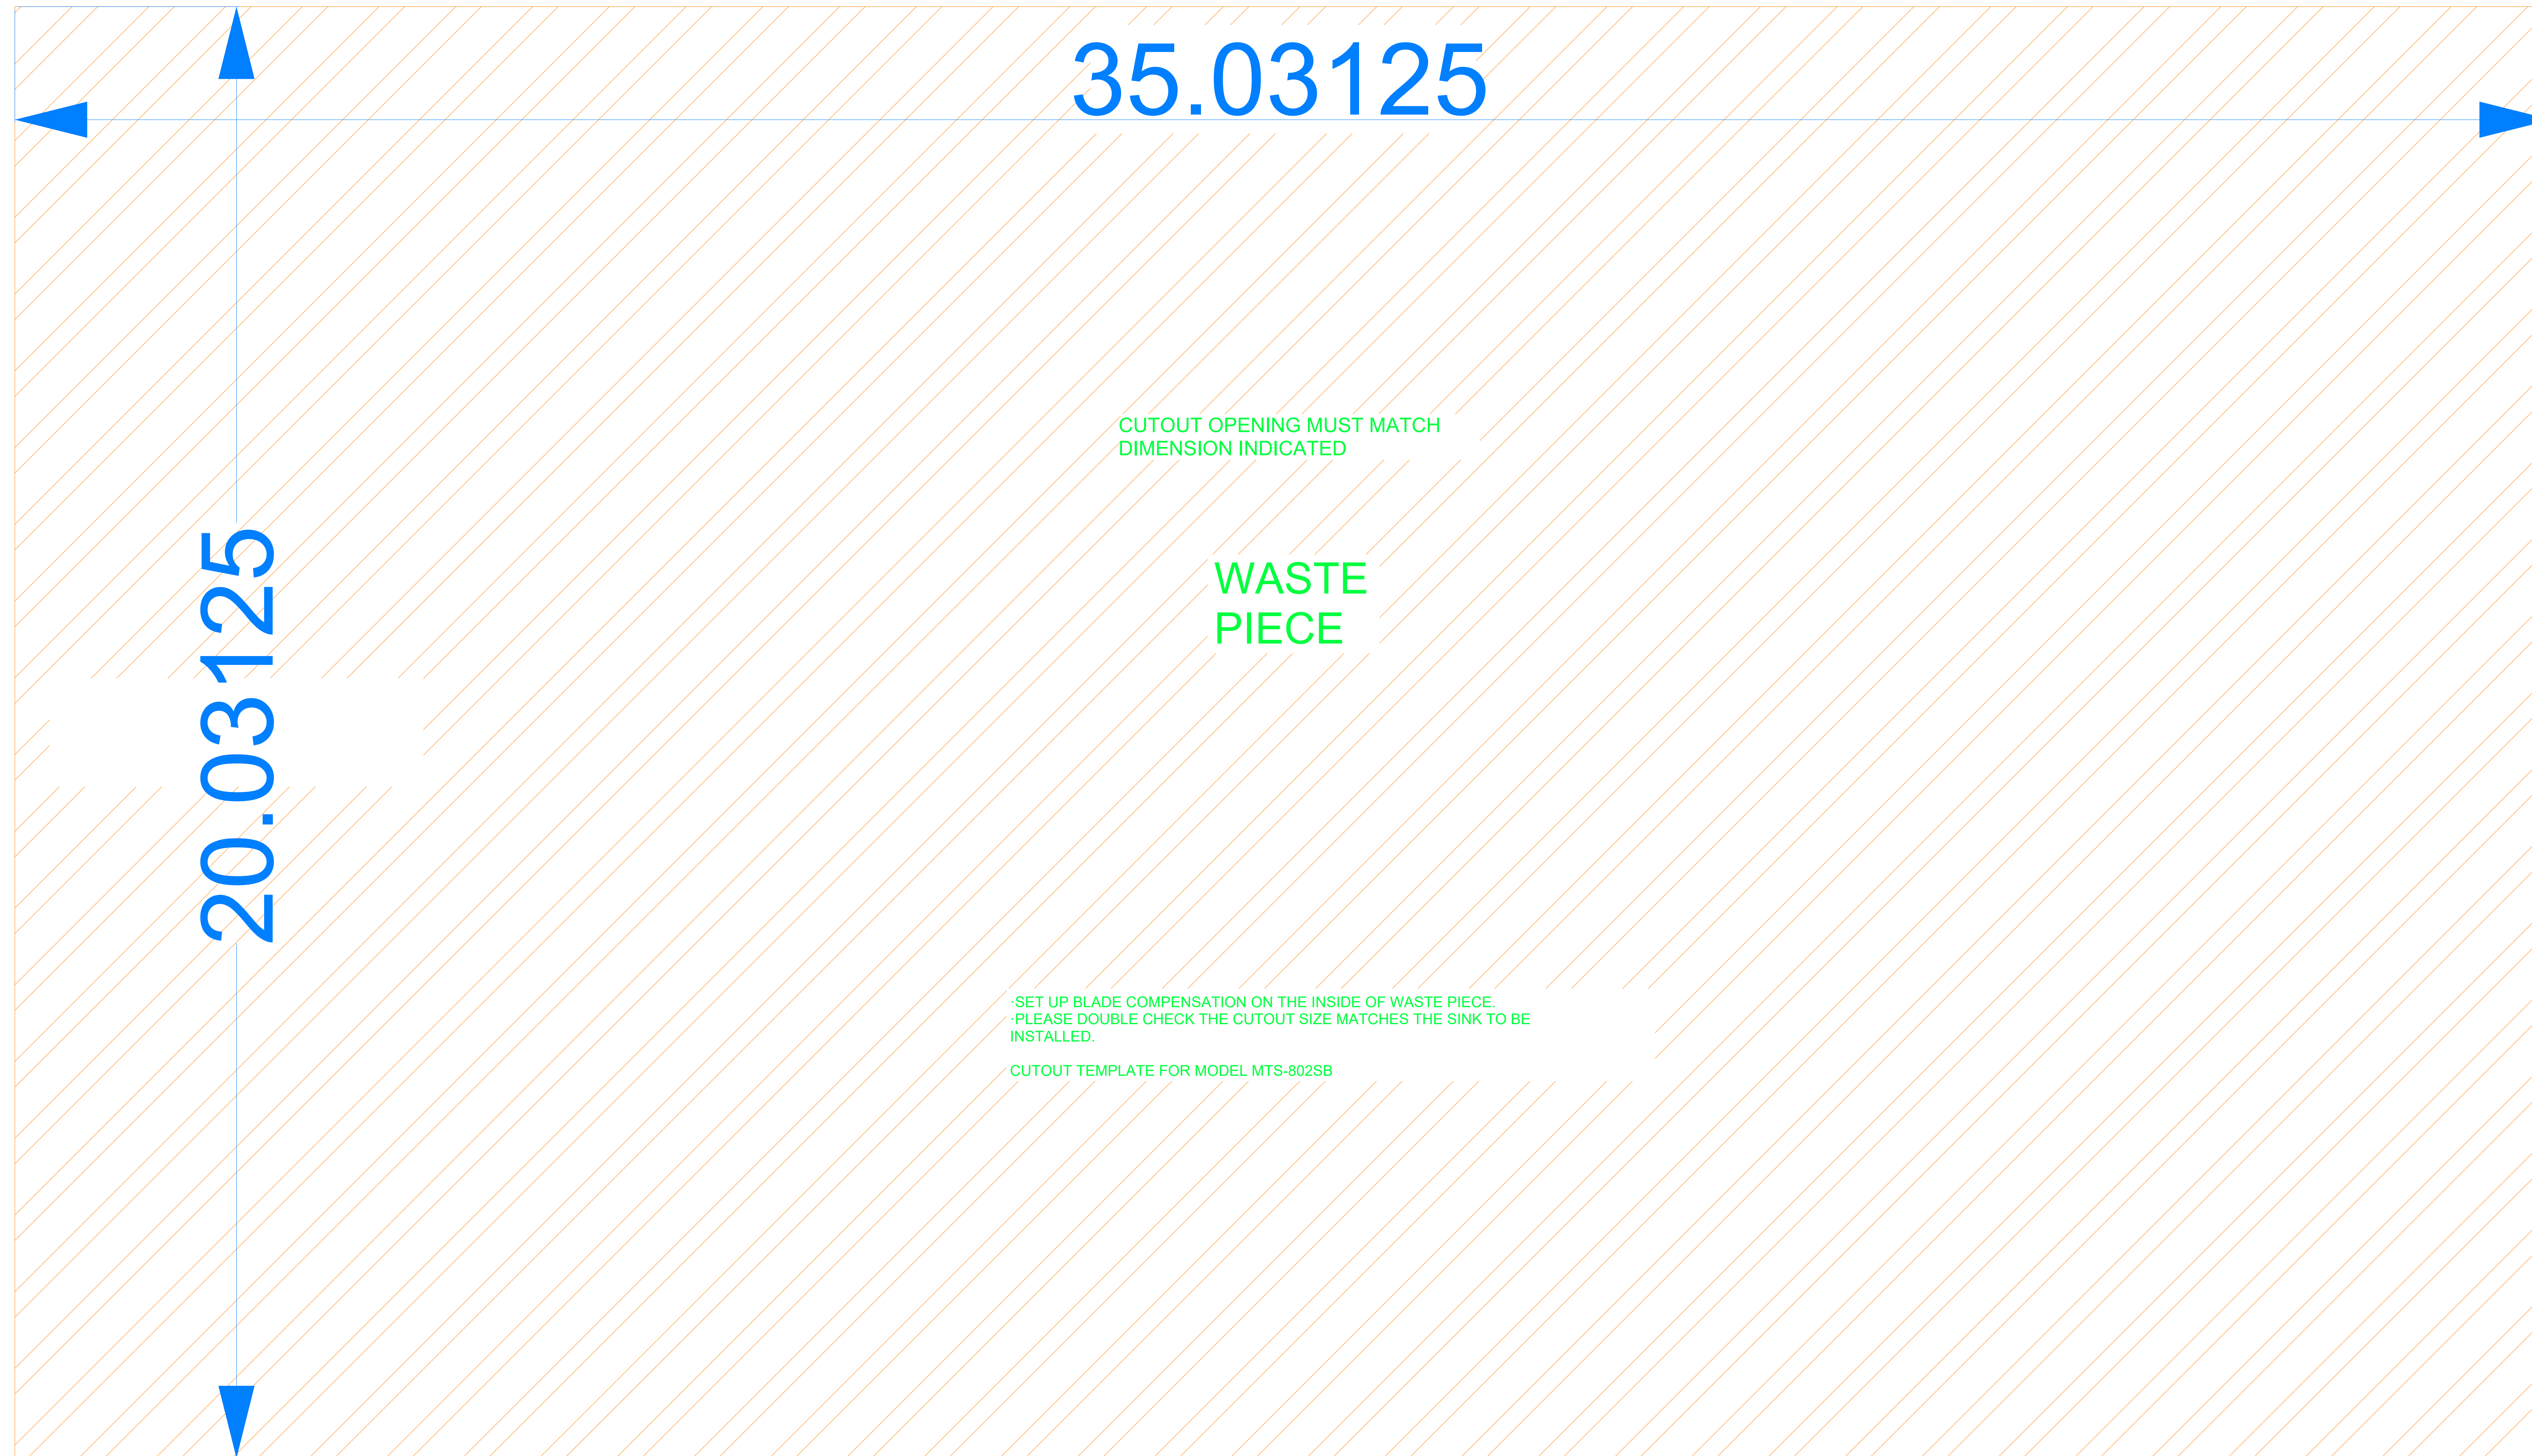 35.03125
CUTOUT OPENING MUST MATCH
DIMENSION INDICATED
20.03125
WASTE
PIECE
·SET UP BLADE COMPENSATION ON THE INSIDE OF WASTE PIECE.
·PLEASE DOUBLE CHECK THE CUTOUT SIZE MATCHES THE SINK TO BE
INSTALLED.
CUTOUT TEMPLATE FOR MODEL MTS-802SB